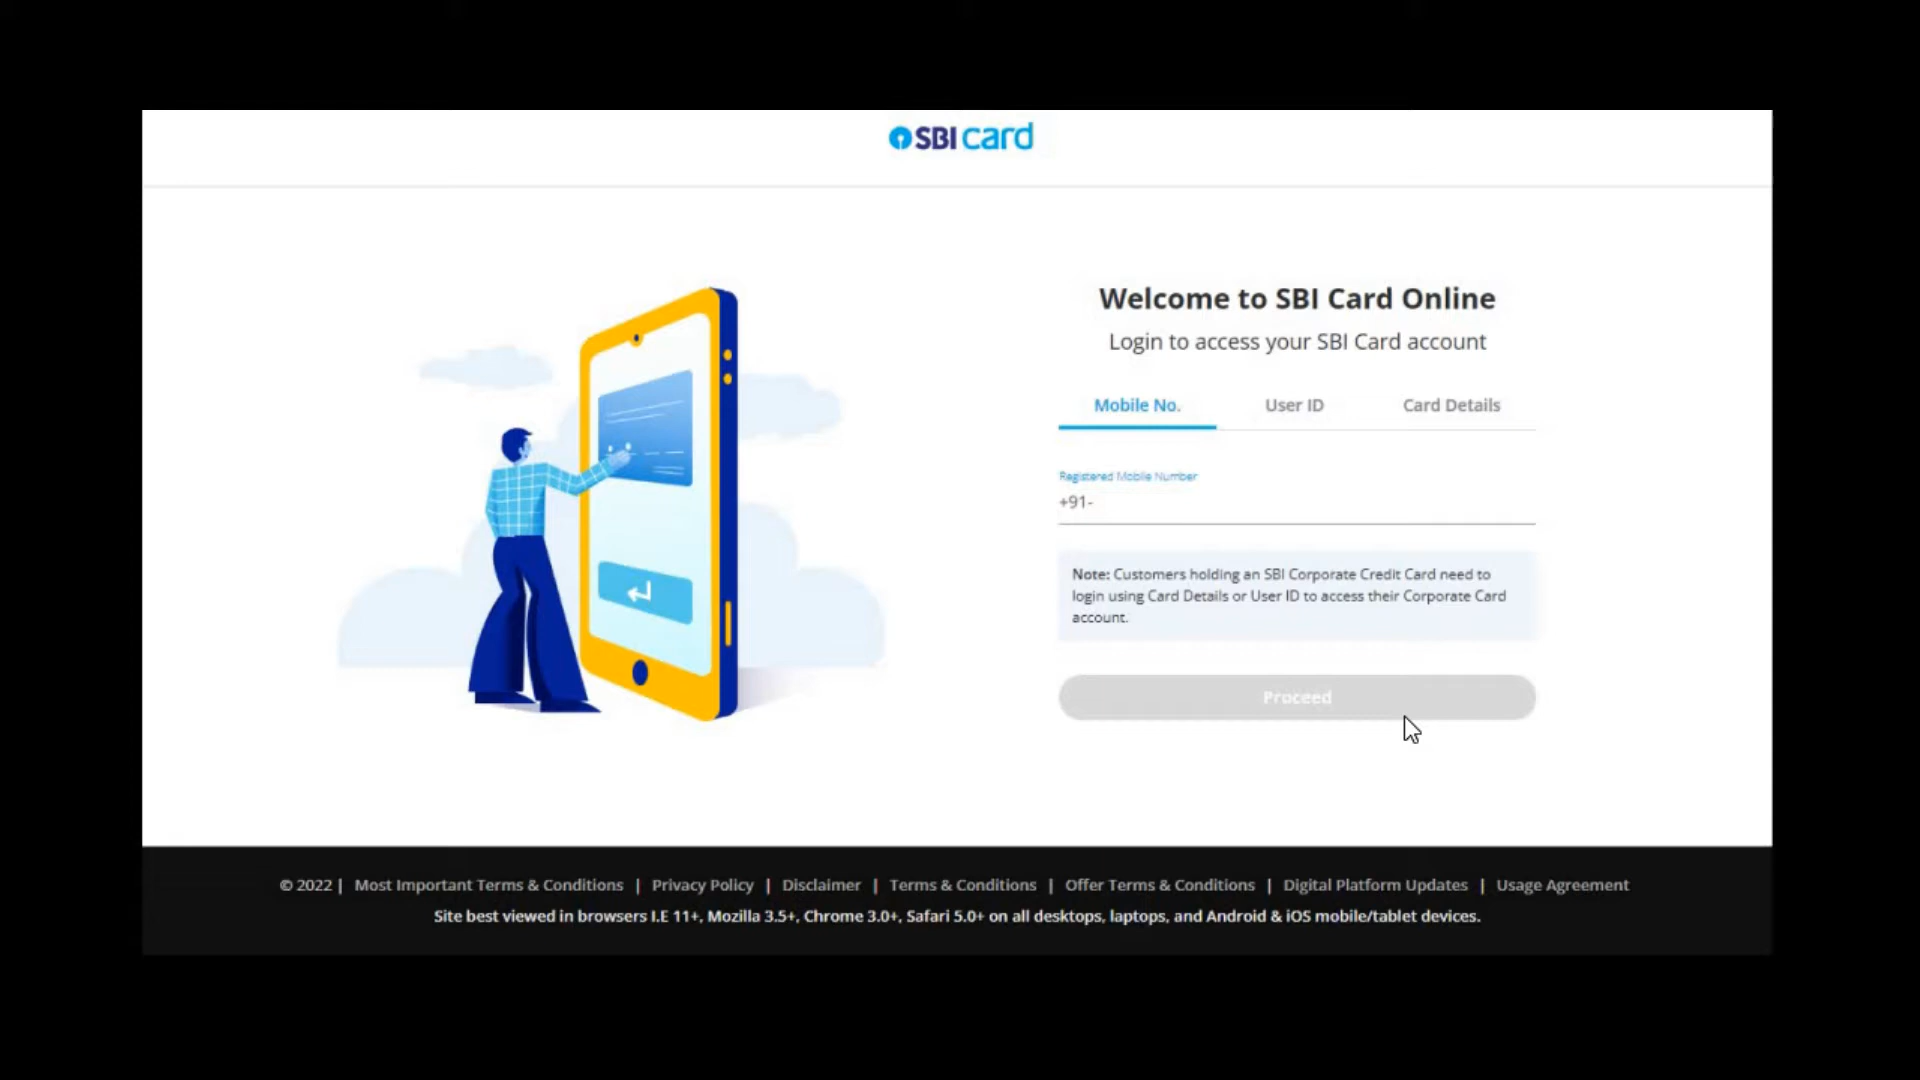 SBI card
Welcome to SBI Card Online
Login to access your SBI Card account
Mobile No. User ID Card Details
Registered Mobile Number
+91-
Note: Customers holding an SBI Corporate Credit Card need to
login using Card Details or User ID to access their Corporate Card
account.
Proceed
© 2022 | Most Important Terms & Conditions | Privacy Policy | Disclaimer | Terms & Conditions | Offer Terms & Conditions | Digital Platform Updates | Usage Agreement
Site best viewed in browsers I.E 11+, Mozilla 3.5+, Chrome 3.0+, Safari 5.0+ on all desktops, laptops, and Android & iOS mobile/tablet devices.